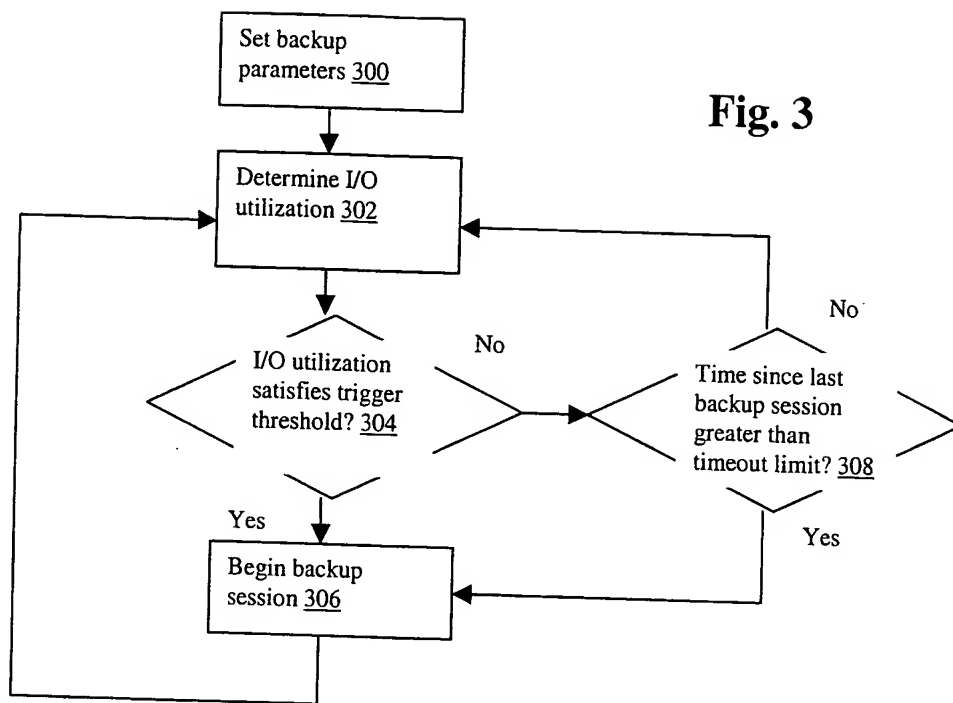 Set backup
parameters 300
Fig. 3
Determine I/O
utilization 302
No
I/O utilization
satisfies trigger
threshold? 304
No
Time since last
backup session
greater than
timeout limit? 308
Yes
Yes
Begin backup
session 306